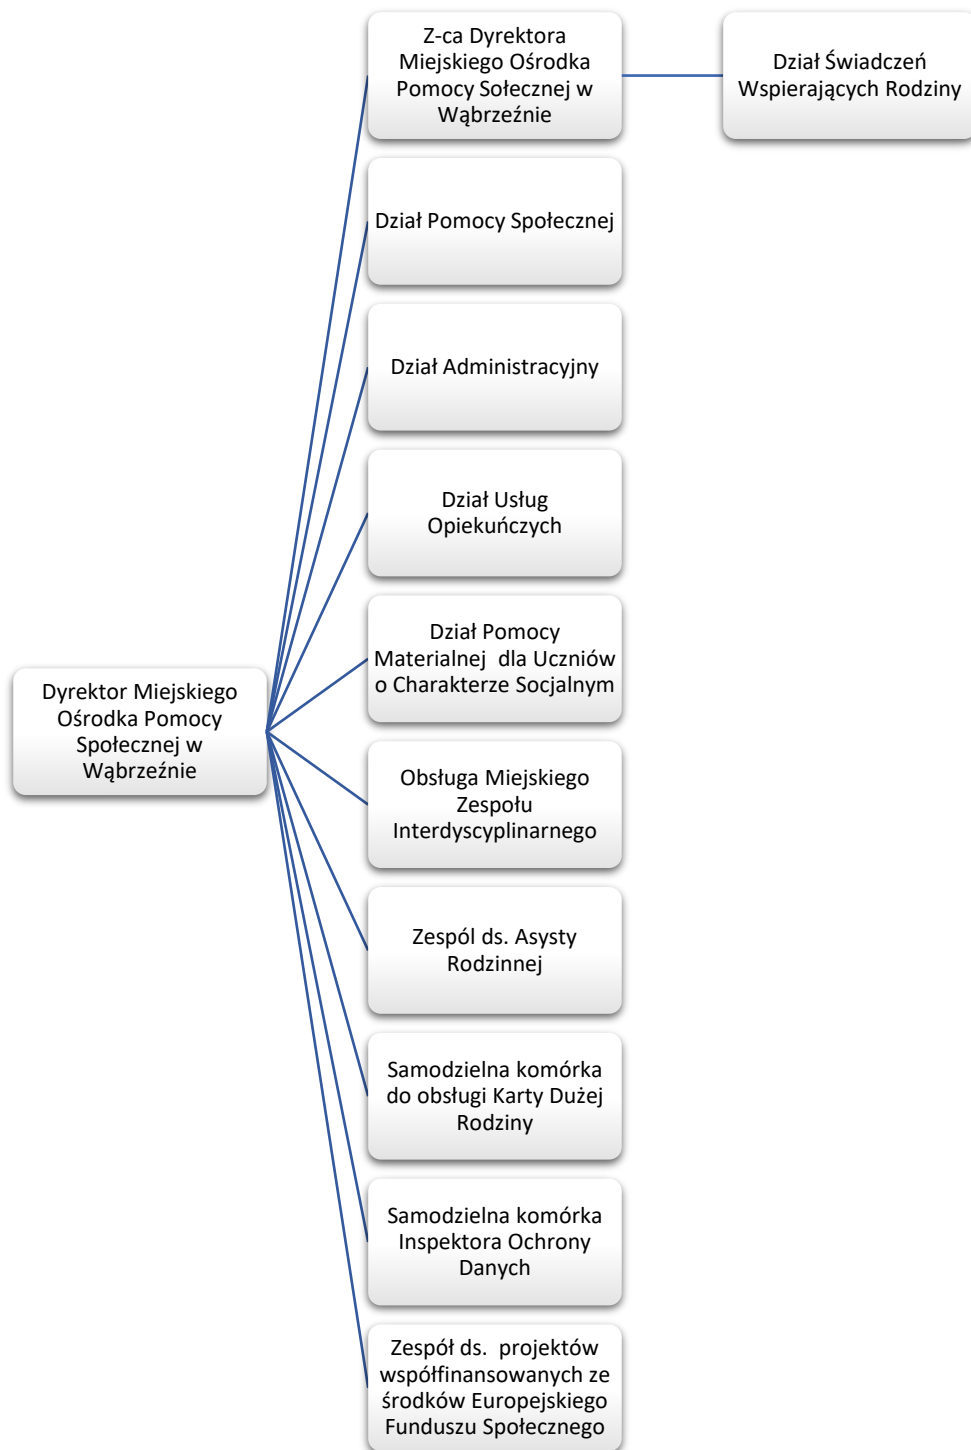 Z-ca Dyrektora
Miejskiego Ośrodka
Pomocy Sołecznej w
Wąbrzeźnie
Dział Świadczeń
Wspierających Rodziny
Dział Pomocy Społecznej
Dział Administracyjny
Dział Usług
Opiekuńczych
Dział Pomocy
Materialnej  dla Uczniów
o Charakterze Socjalnym
Dyrektor Miejskiego
Ośrodka Pomocy
Społecznej w
Wąbrzeźnie
Obsługa Miejskiego
Zespołu
Interdyscyplinarnego
Zespól ds. Asysty
Rodzinnej
Samodzielna komórka
do obsługi Karty Dużej
Rodziny
Samodzielna komórka
Inspektora Ochrony
Danych
Zespół ds.  projektów
współfinansowanych ze
środków Europejskiego
Funduszu Społecznego